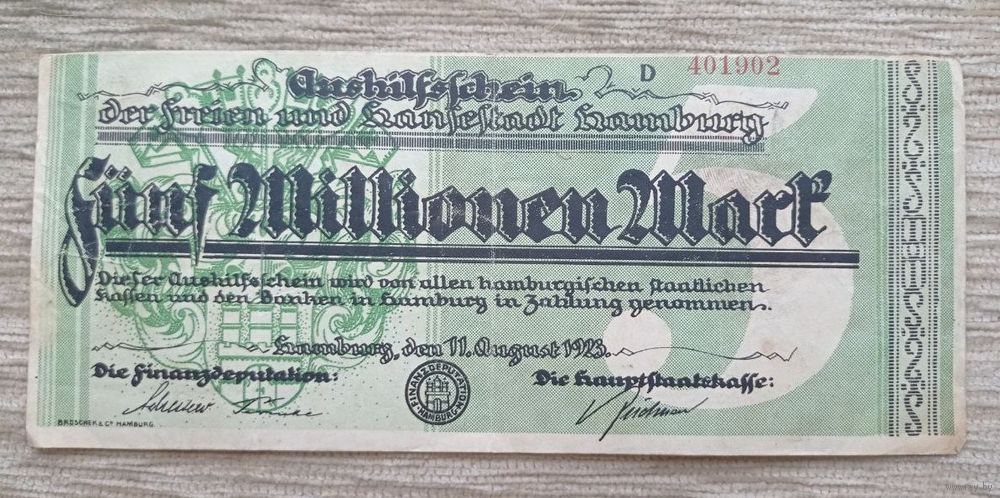 Aushilfsschein D 401902
der Freien und Hansestadt Hamburg
5
Fünf Millionen Mark
Dieser Aushilfsschein wird von allen hamburgischen staatlichen
Kassen und den Banken in Hamburg in Zahlung genommen.
Hamburg, den 11. August 1923.
Die Finanzdeputation:
Die Hauptstaatskasse:
FINANZDEPUTATION
HAMBURG
BROSCHEK & Co HAMBURG.